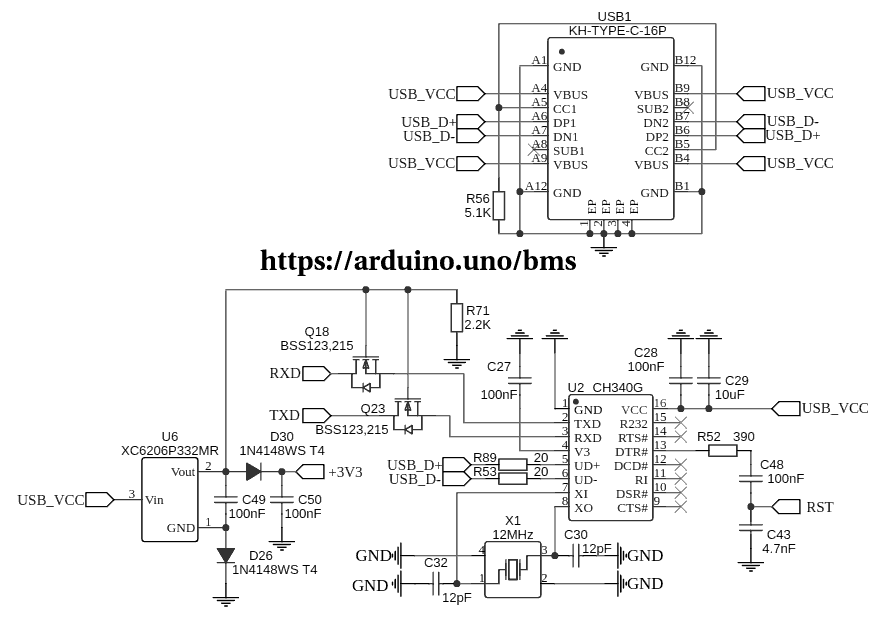 USB1
KH-TYPE-C-16P
A1 GND GND B12
USB_VCC A4 VBUS VBUS B9 USB_VCC
A5 CC1 SUB2 B8
USB_D+ A6 DP1 DN2 B7 USB_D-
USB_D- A7 DN1 DP2 B6 USB_D+
A8 SUB1 CC2 B5
USB_VCC A9 VBUS VBUS B4 USB_VCC
A12 GND GND B1
R56
5.1K
EP EP EP EP
1 2 3 4
https://arduino.uno/bms
R71
2.2K
Q18
BSS123,215
RXD
TXD
Q23
BSS123,215
C27
100nF
C28
100nF
C29
10uF
U2 CH340G
1 GND VCC 16 USB_VCC
2 TXD R232 15
3 RXD RTS# 14
4 V3 DTR# 13 R52 390
USB_D+ R89 20 5 UD+ DCD# 12
USB_D- R53 20 6 UD- RI 11
7 XI DSR# 10
8 XO CTS# 9
C48
100nF
RST
C43
4.7nF
U6
XC6206P332MR
D30
1N4148WS T4
Vout 2
+3V3
USB_VCC 3 Vin
GND 1
C49
100nF
C50
100nF
D26
1N4148WS T4
X1
12MHz
GND 4 3 C30 12pF GND
GND C32 12pF 1 2 GND